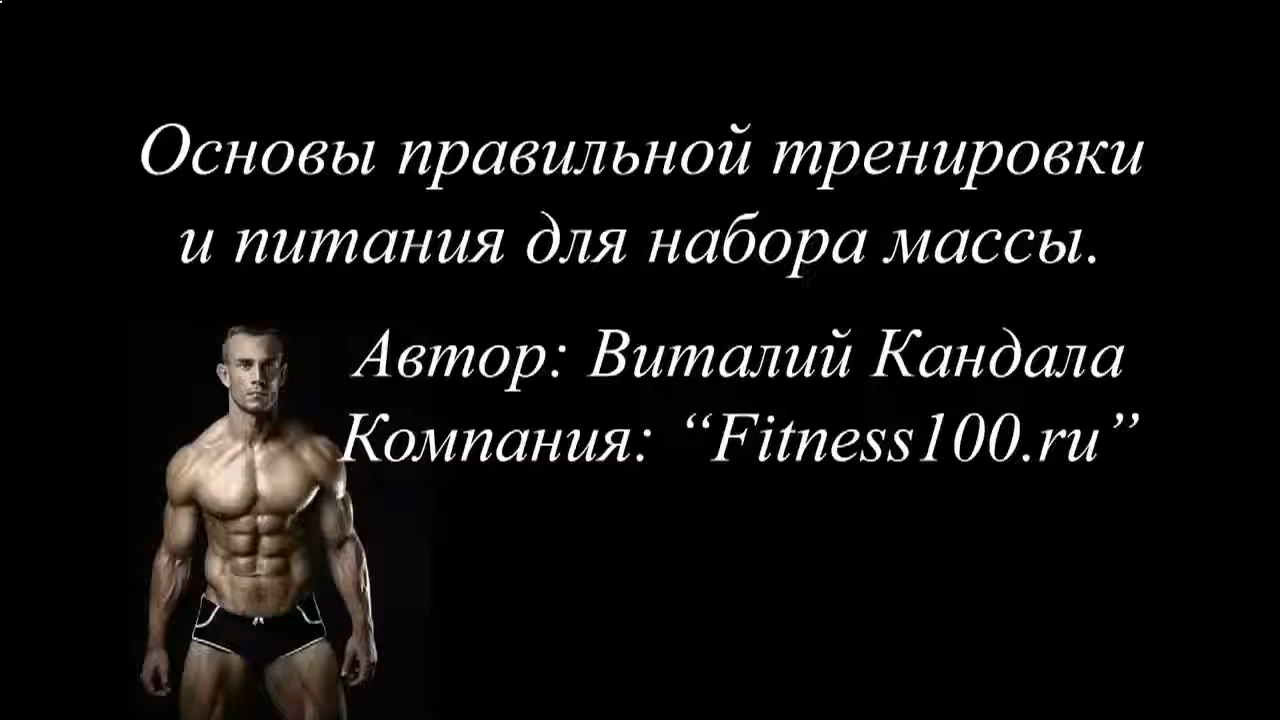 Основы правильной тренировки
и питания для набора массы.
Автор: Виталий Кандала
Компания: “Fitness100.ru”